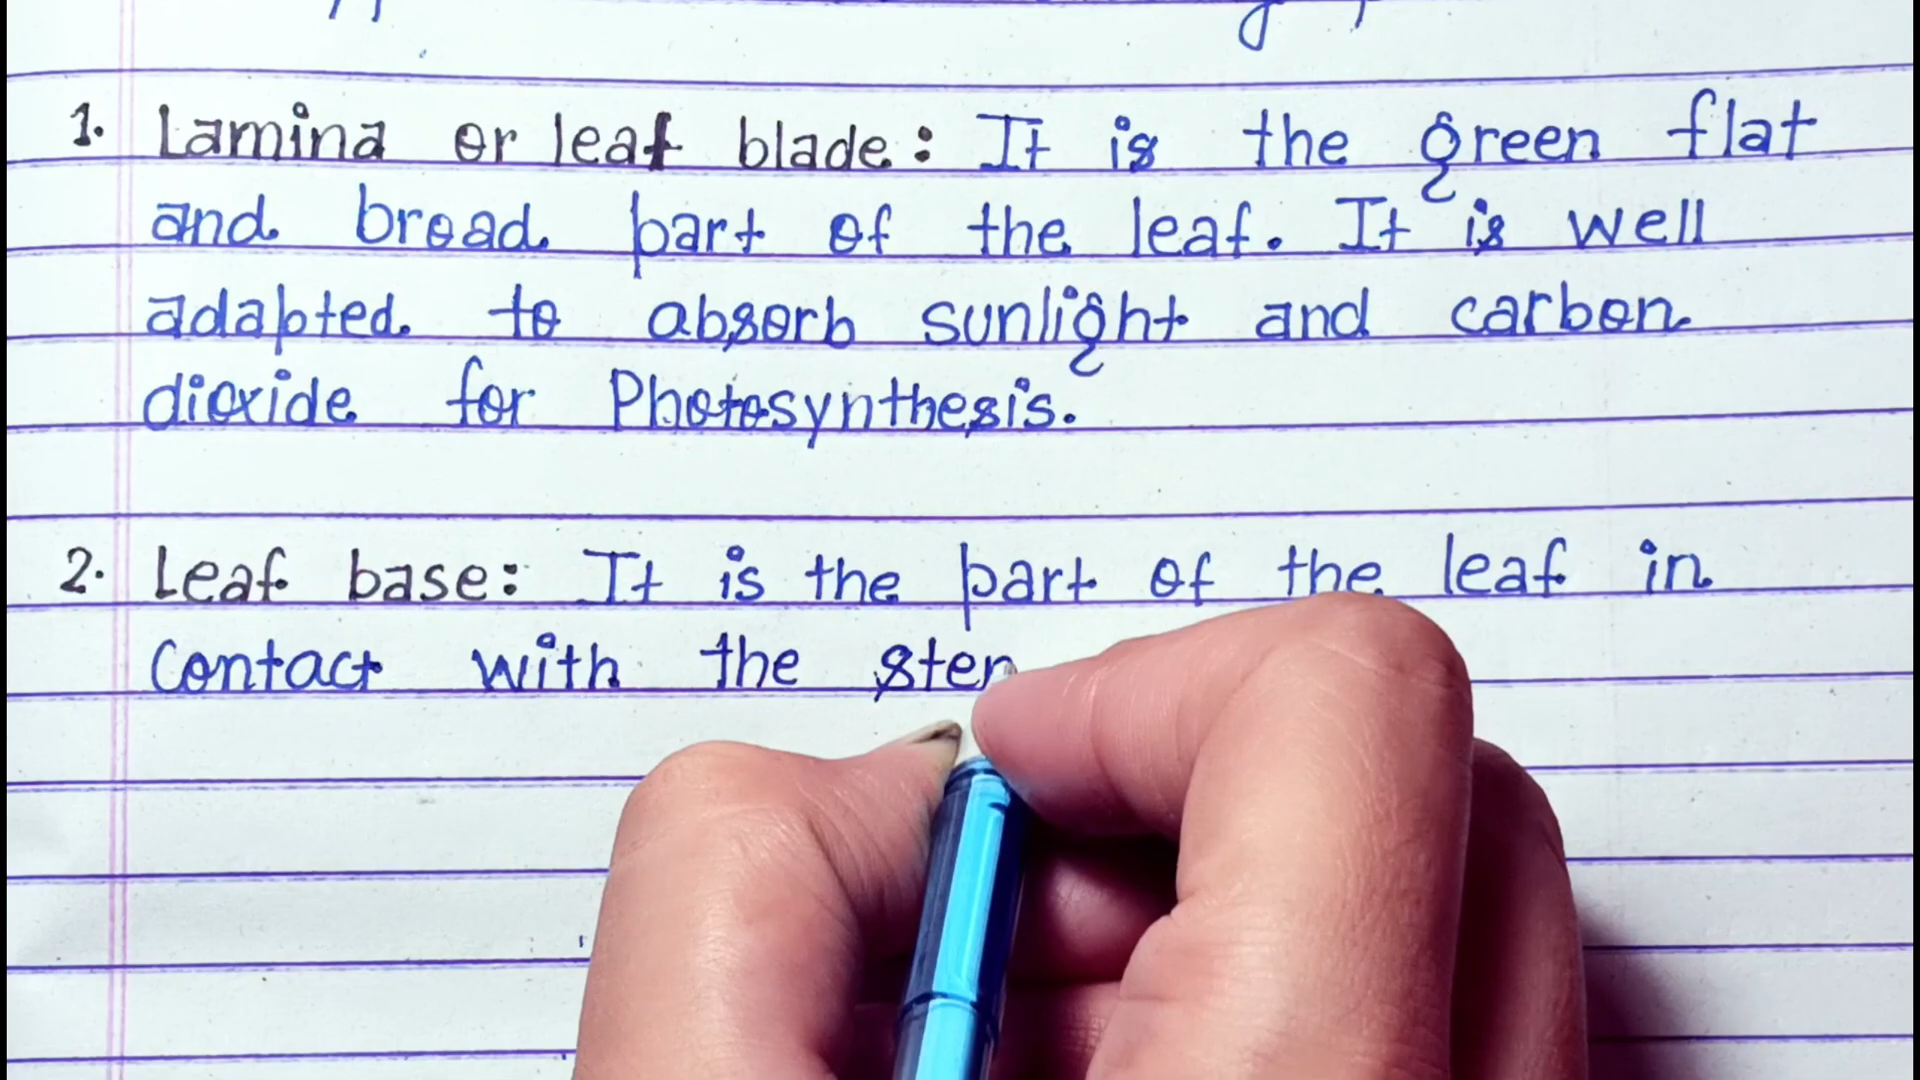 1. Lamina or leaf blade: It is the green flat
and broad part of the leaf. It is well
adapted to absorb sunlight and carbon
dioxide for Photosynthesis.
2. Leaf base: It is the part of the leaf in
Contact with the